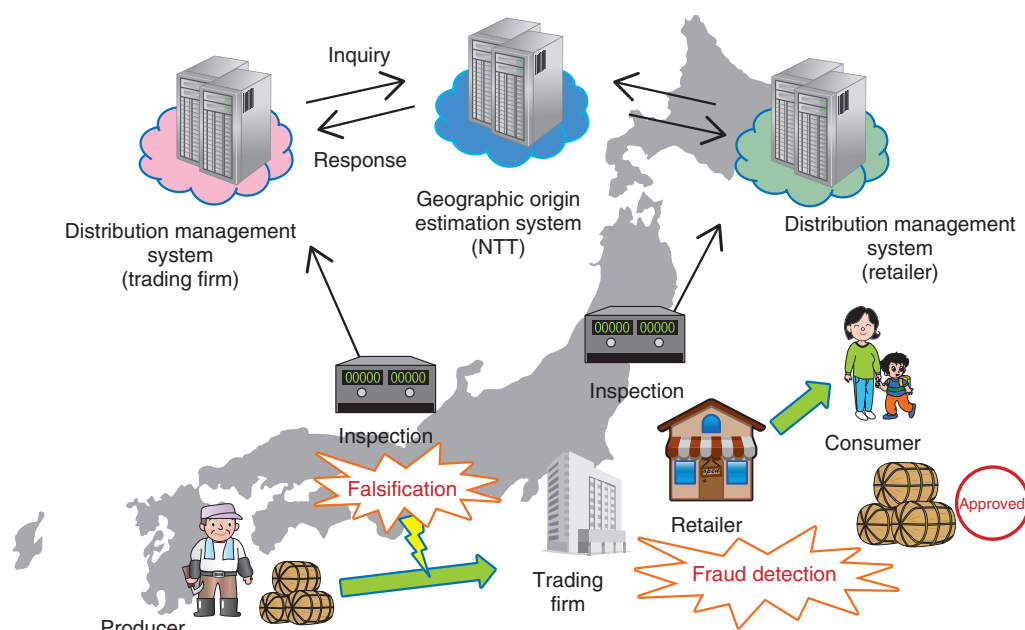 Inquiry
Response
Distribution management
system
(trading firm)
Geographic origin
estimation system
(NTT)
Distribution management
system
(retailer)
00000 00000
Inspection
00000 00000
Inspection
Falsification
Consumer
Approved
Retailer
Fraud detection
Trading
firm
Producer